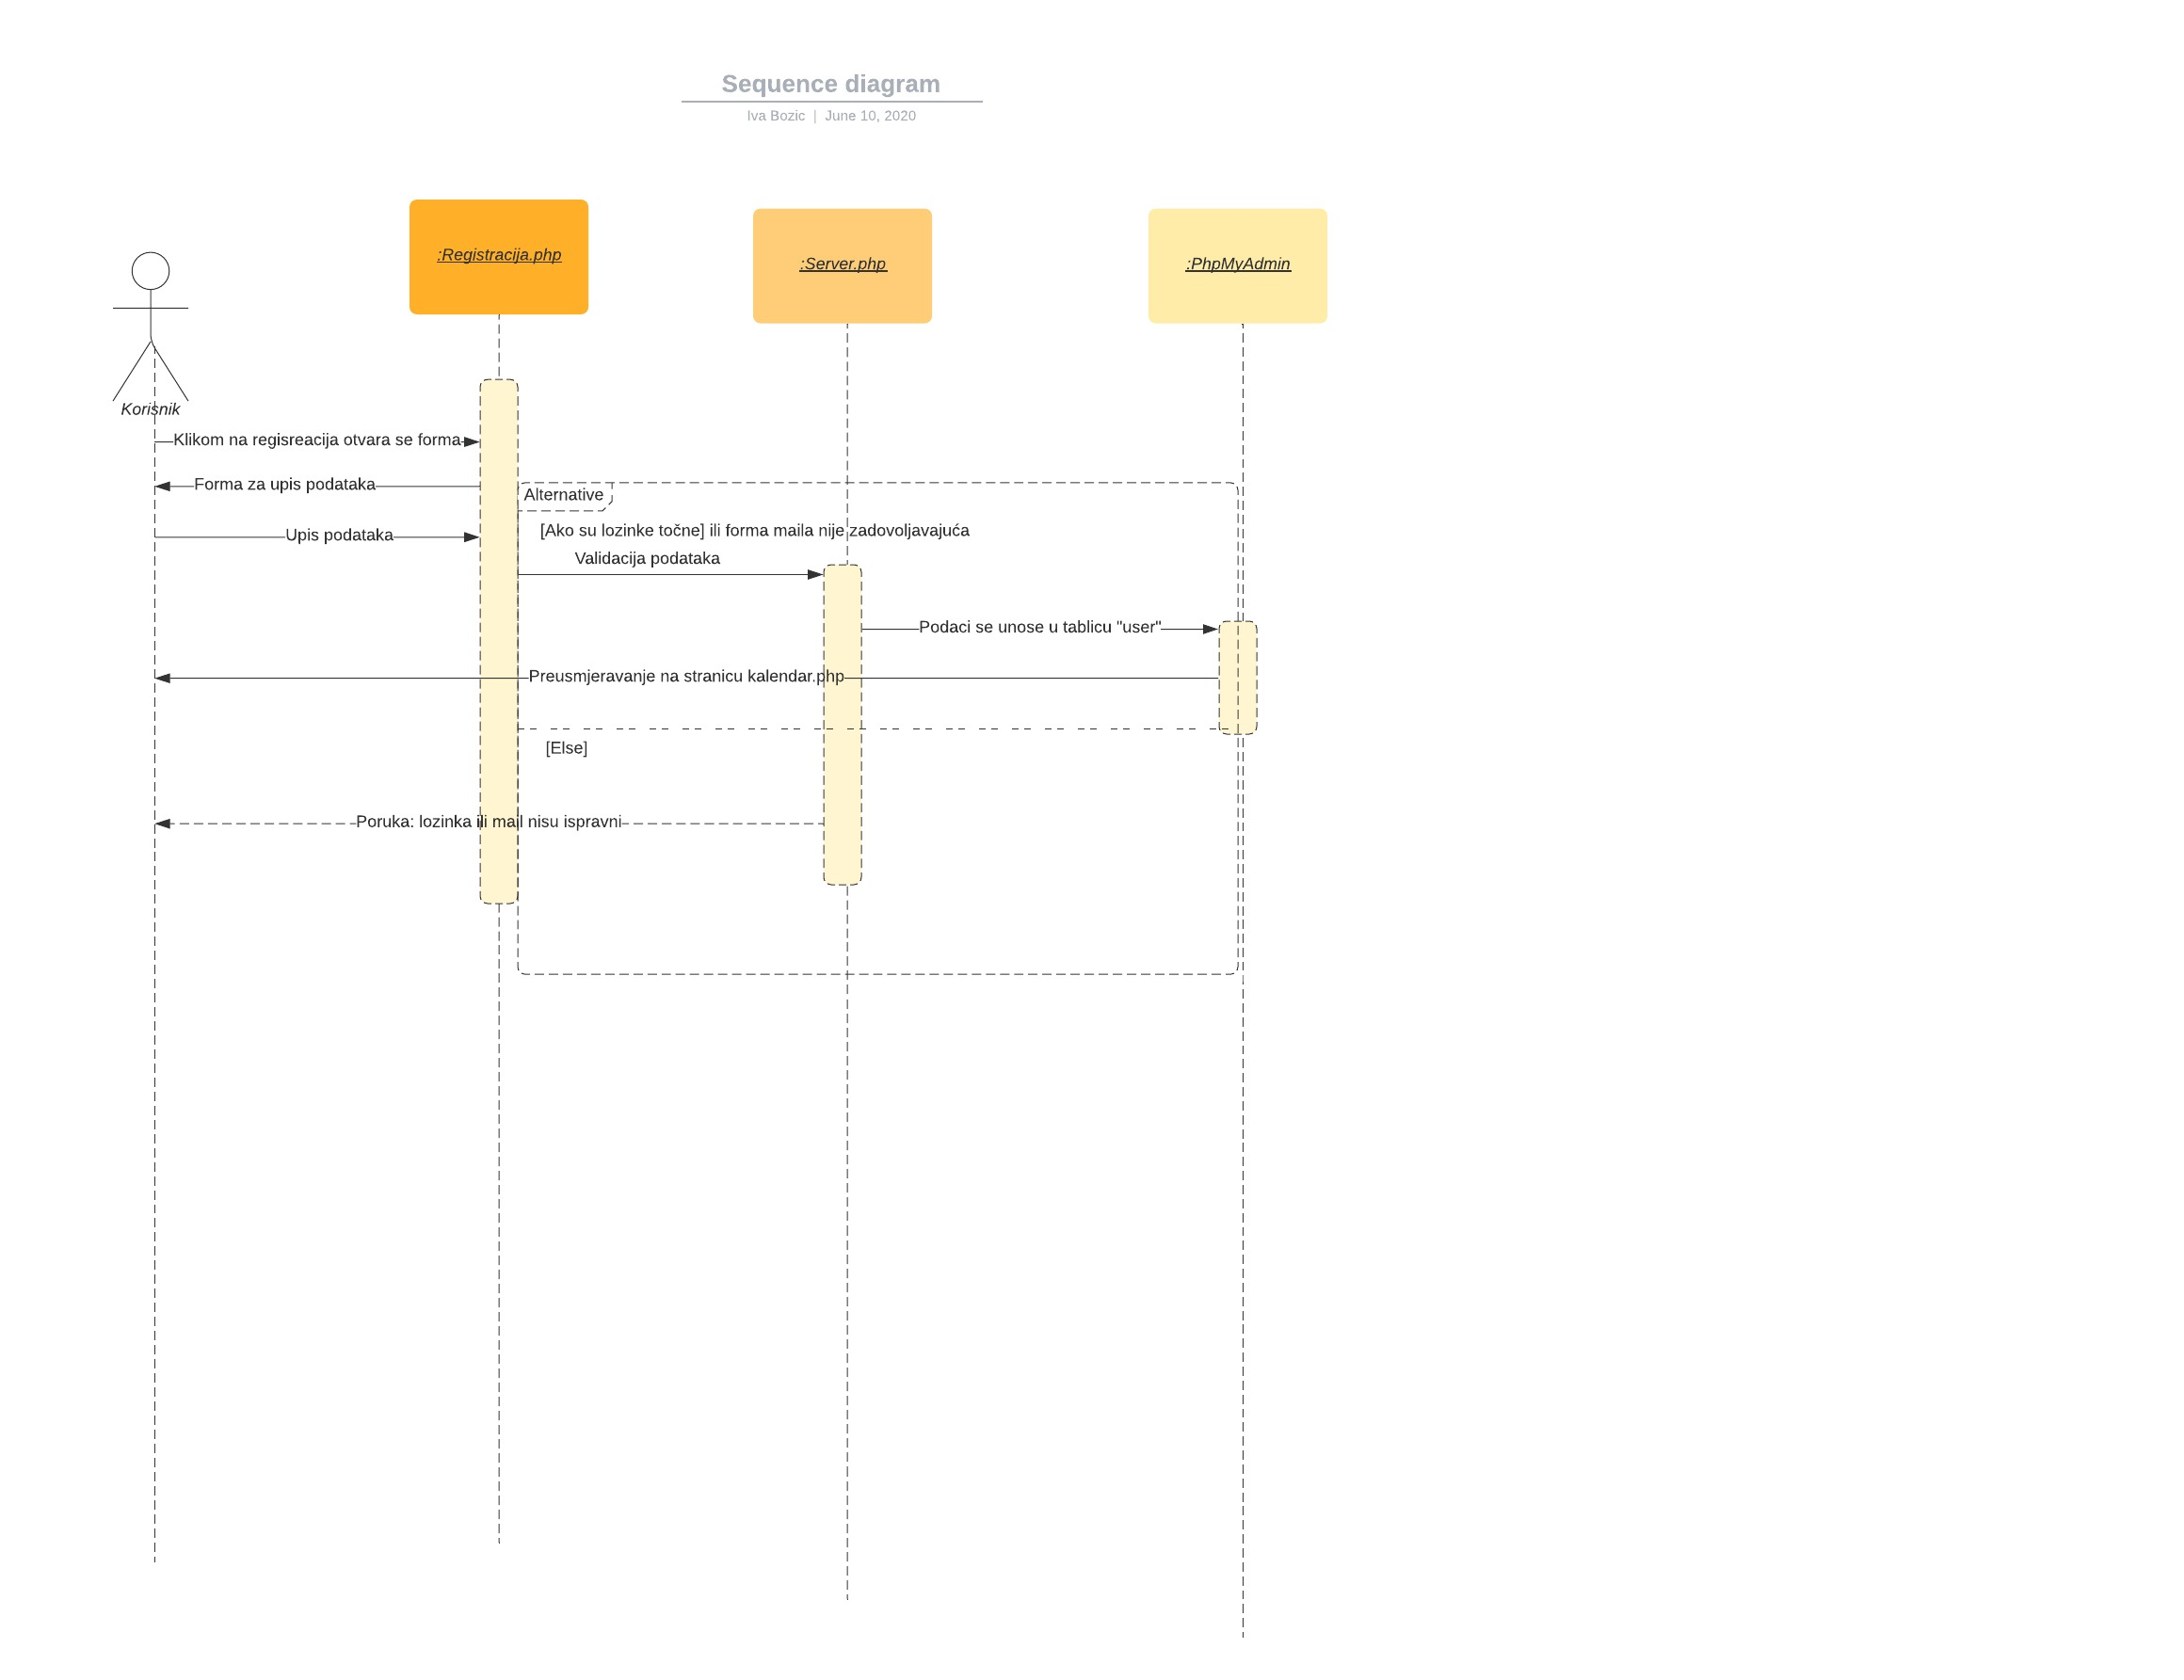 Sequence diagram
Iva Bozic | June 10, 2020
:Registracija.php
:Server.php
:PhpMyAdmin
Korisnik
Klikom na regisreacija otvara se forma
Forma za upis podataka
Alternative
[Ako su lozinke točne] ili forma maila nije zadovoljavajuća
Upis podataka
Validacija podataka
Podaci se unose u tablicu "user"
Preusmjeravanje na stranicu kalendar.php
[Else]
Poruka: lozinka ili mail nisu ispravni